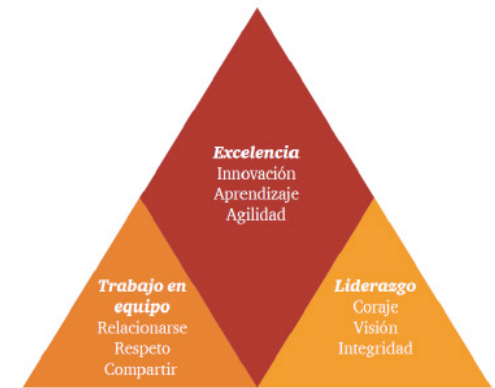 Excelencia
Innovación
Aprendizaje
Agilidad
Trabajo en
equipo
Relacionarse
Respeto
Compartir
Liderazgo
Coraje
Visión
Integridad